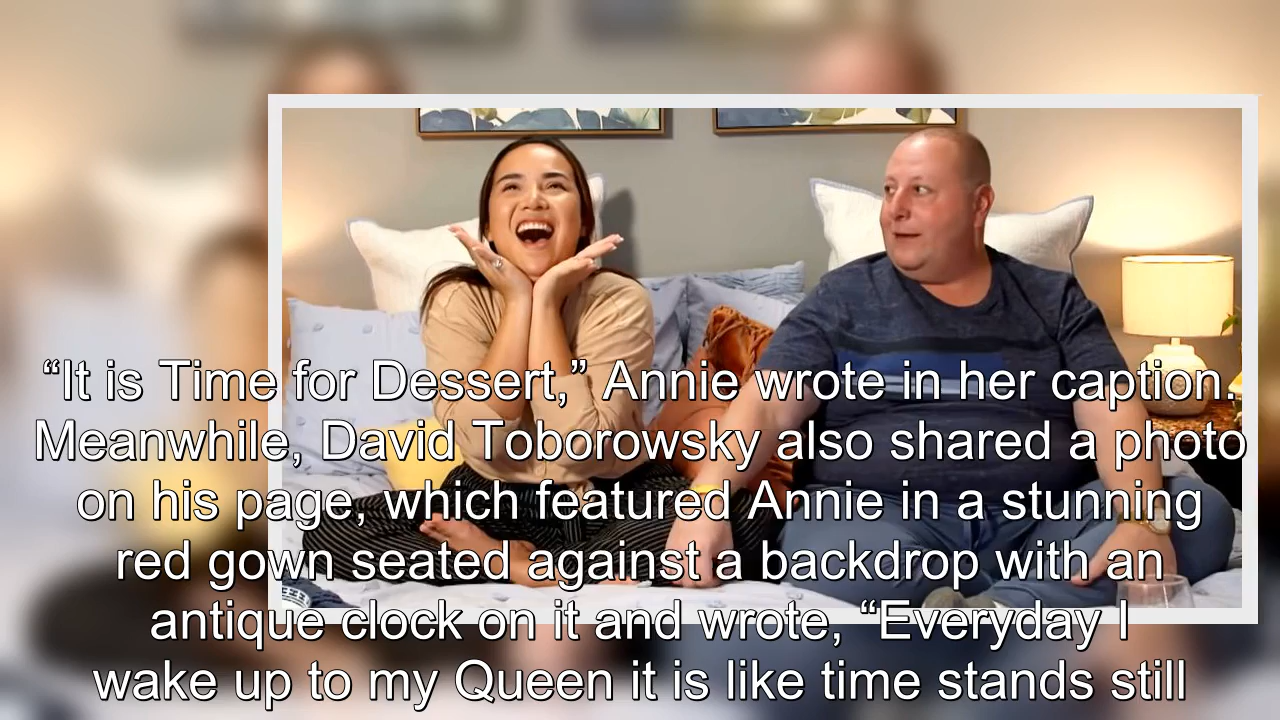 “It is Time for Dessert,” Annie wrote in her caption.
Meanwhile, David Toborowsky also shared a photo
on his page, which featured Annie in a stunning
red gown seated against a backdrop with an
antique clock on it and wrote, “Everyday I
wake up to my Queen it is like time stands still